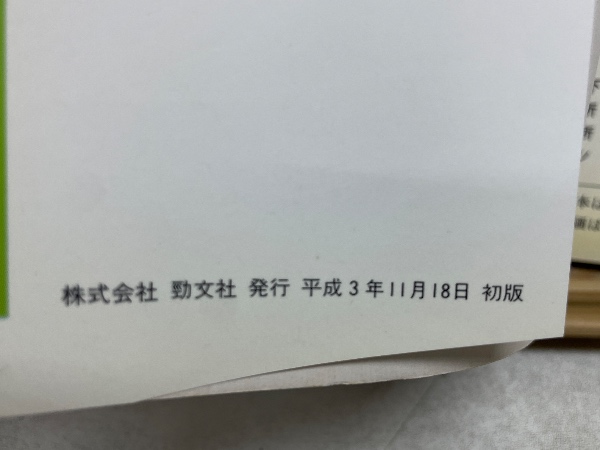 株式会社 勁文社 発行 平成3年11月18日 初版